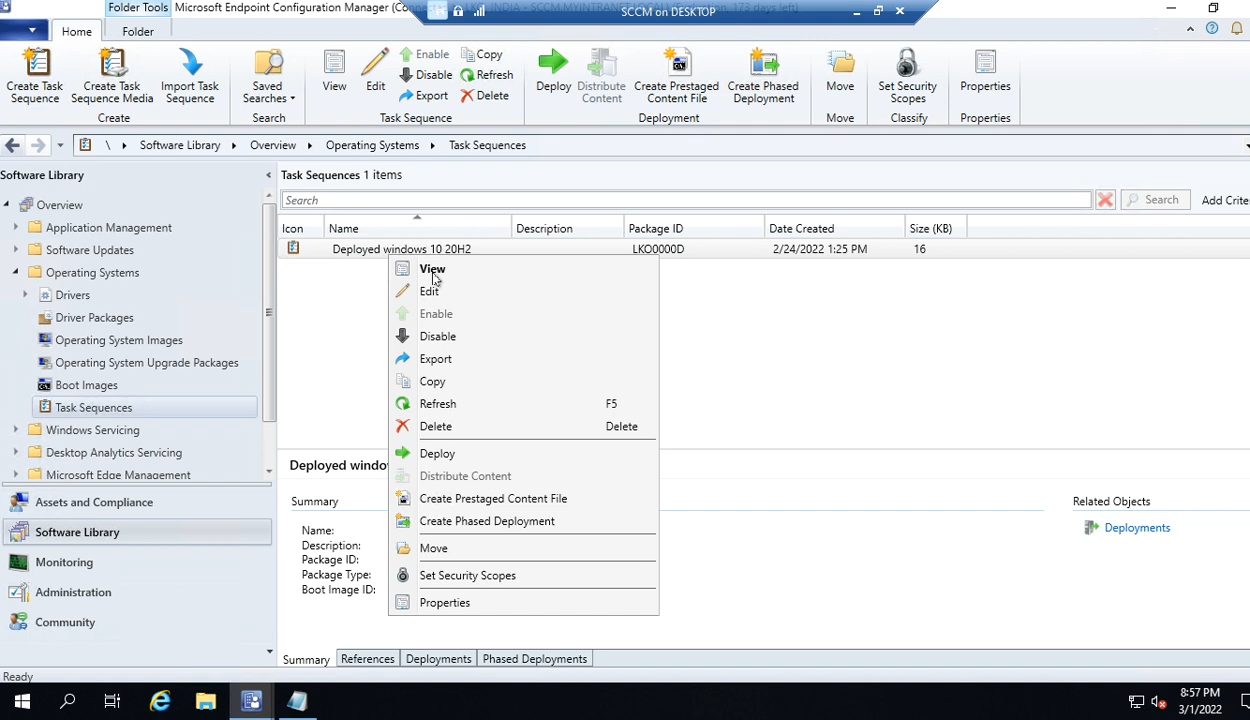 Folder Tools
Microsoft Endpoint Configuration Manager (Conne
SCCM on DESKTOP
Home
Folder
Create Task Sequence
Create Task Sequence Media
Import Task Sequence
Create
Saved Searches
Search
View
Edit
Enable
Disable
Export
Copy
Refresh
Delete
Task Sequence
Deploy
Distribute Content
Create Prestaged Content File
Create Phased Deployment
Deployment
Move
Move
Set Security Scopes
Classify
Properties
Properties
\ Software Library Overview Operating Systems Task Sequences
Software Library
Overview
Application Management
Software Updates
Operating Systems
Drivers
Driver Packages
Operating System Images
Operating System Upgrade Packages
Boot Images
Task Sequences
Windows Servicing
Desktop Analytics Servicing
Microsoft Edge Management
Assets and Compliance
Software Library
Monitoring
Administration
Community
Task Sequences 1 items
Search
Search
Add Crite
Icon Name Description Package ID Date Created Size (KB)
Deployed windows 10 20H2 LKO0000D 2/24/2022 1:25 PM 16
View
Edit
Enable
Disable
Export
Copy
Refresh F5
Delete Delete
Deploy
Distribute Content
Create Prestaged Content File
Create Phased Deployment
Move
Set Security Scopes
Properties
Deployed windo
Summary
Name:
Description:
Package ID:
Package Type:
Boot Image ID:
Related Objects
Deployments
Summary References Deployments Phased Deployments
Ready
8:57 PM
3/1/2022